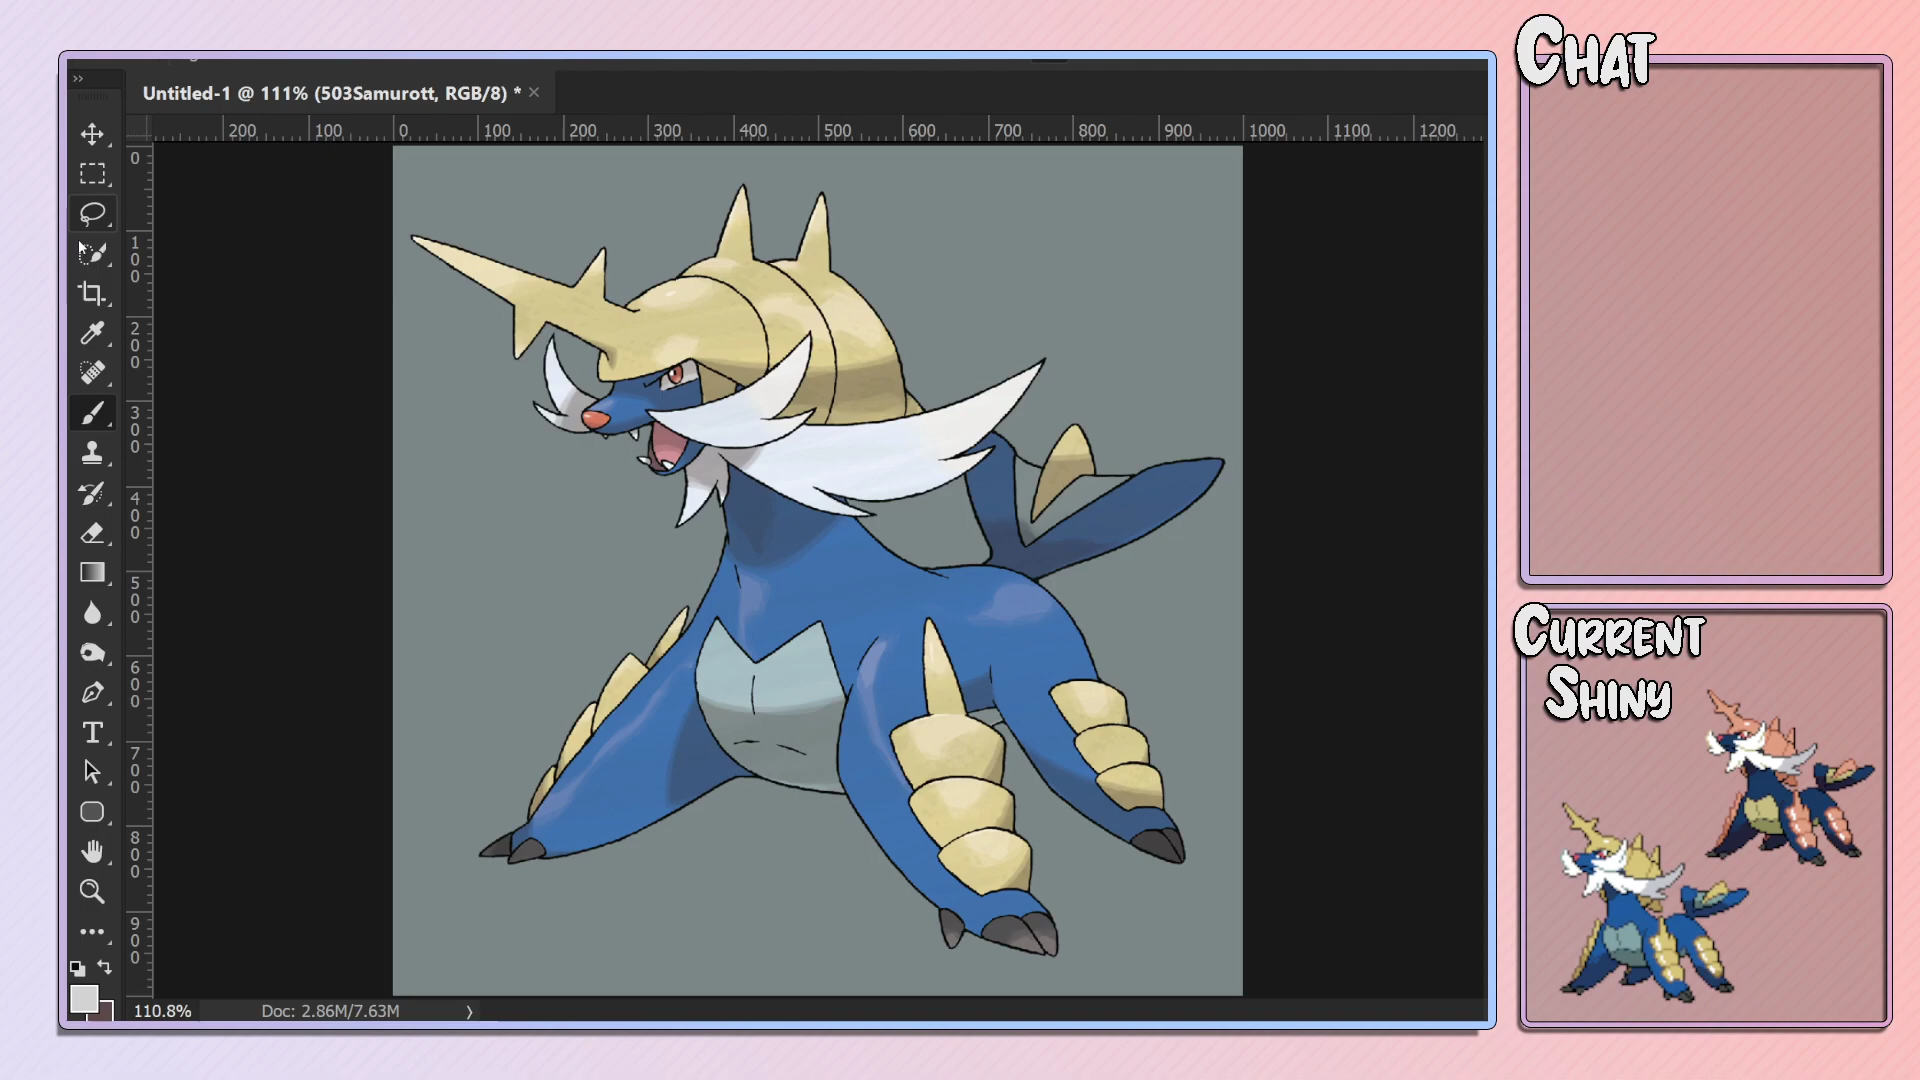 Untitled-1 @ 111% (503Samurott, RGB/8) * ×
200 100 0 100 200 300 400 500 600 700 800 900 1000 1100 1200
0
100
200
300
400
500
600
700
800
900
T
110.8% Doc: 2.86M/7.63M
Chat
Current
Shiny